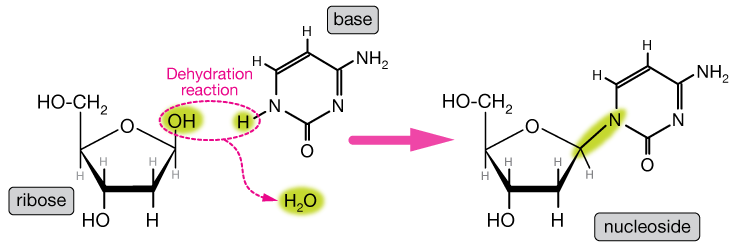 base
H
H
NH₂
Dehydration
reaction
HO-CH₂
OH
H
N
N
O
O
H
H
H
H
ribose
HO
H
H₂O
H
H
NH₂
HO-CH₂
N
N
O
O
H
H
H
H
HO
H
nucleoside